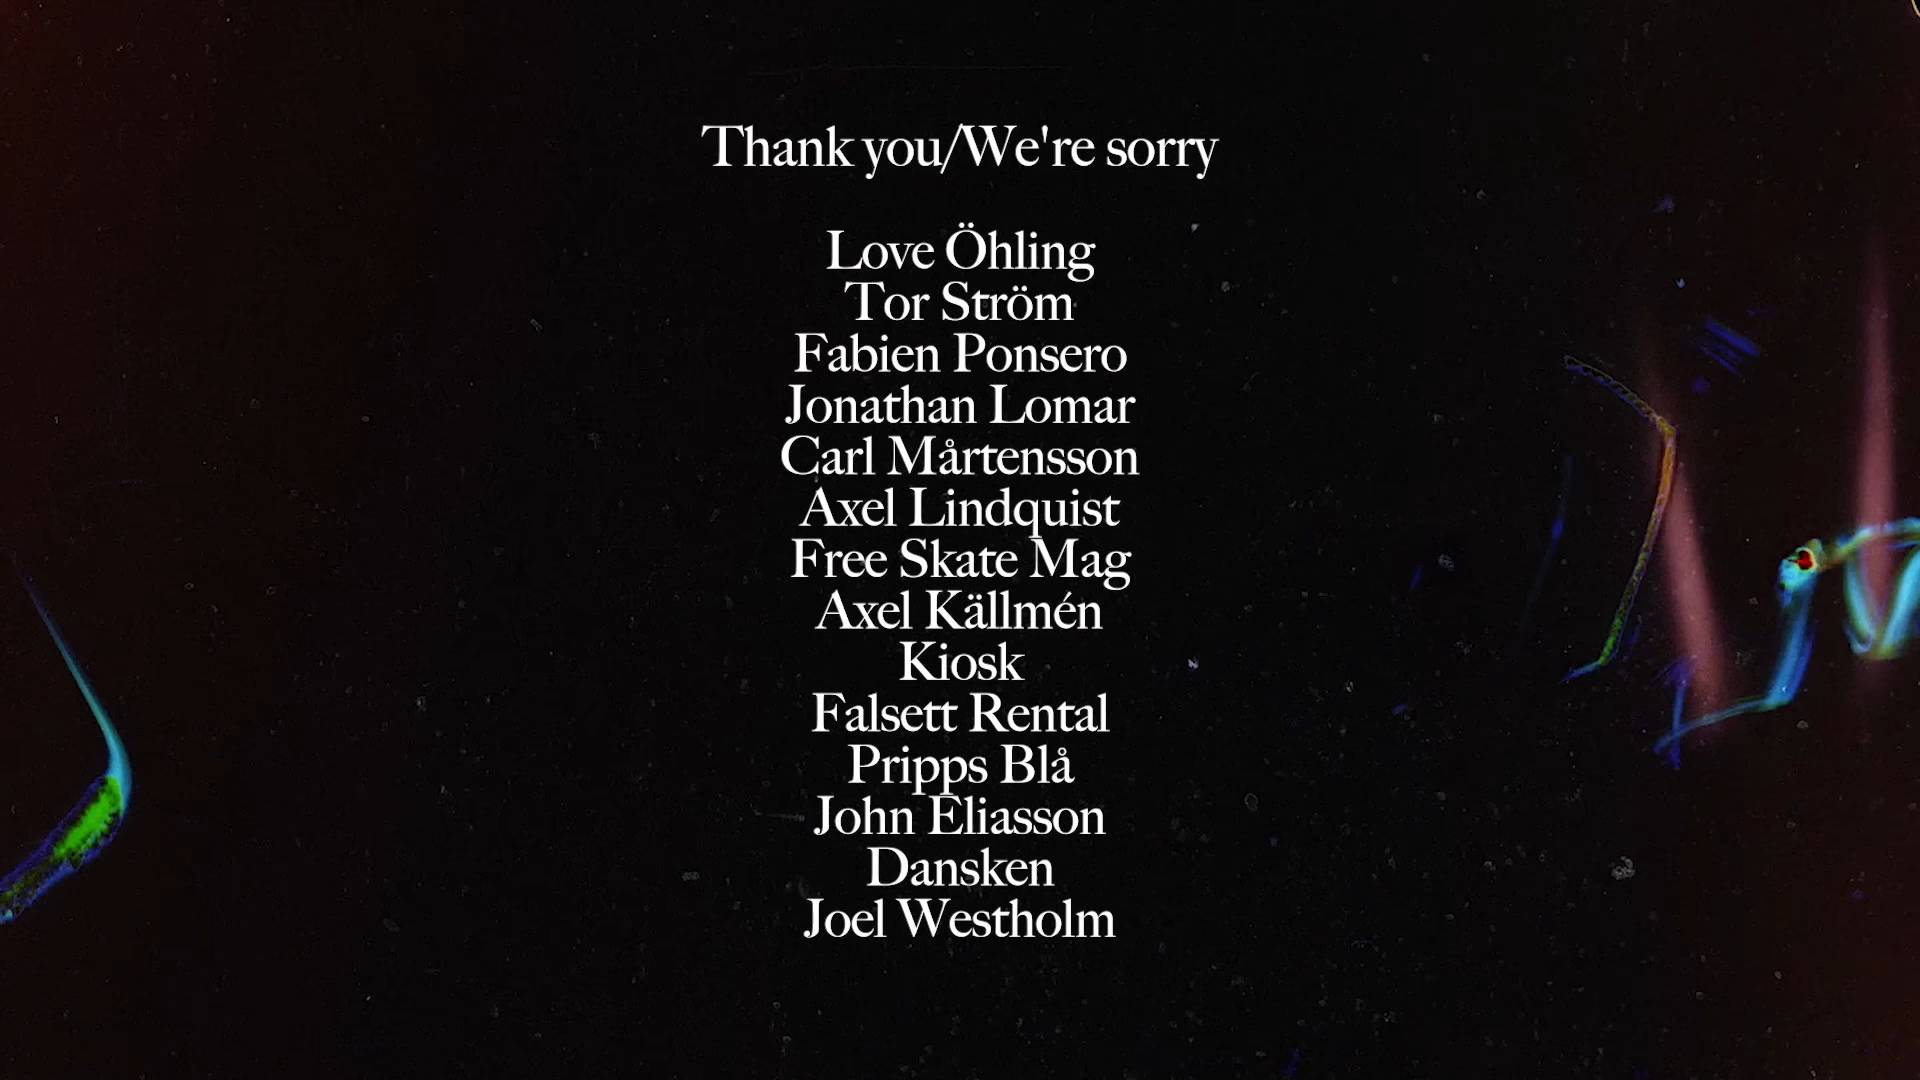 Thank you/We're sorry
Love Öhling
Tor Ström
Fabien Ponsero
Jonathan Lomar
Carl Mårtensson
Axel Lindquist
Free Skate Mag
Axel Källmén
Kiosk
Falsett Rental
Pripps Blå
John Eliasson
Dansken
Joel Westholm